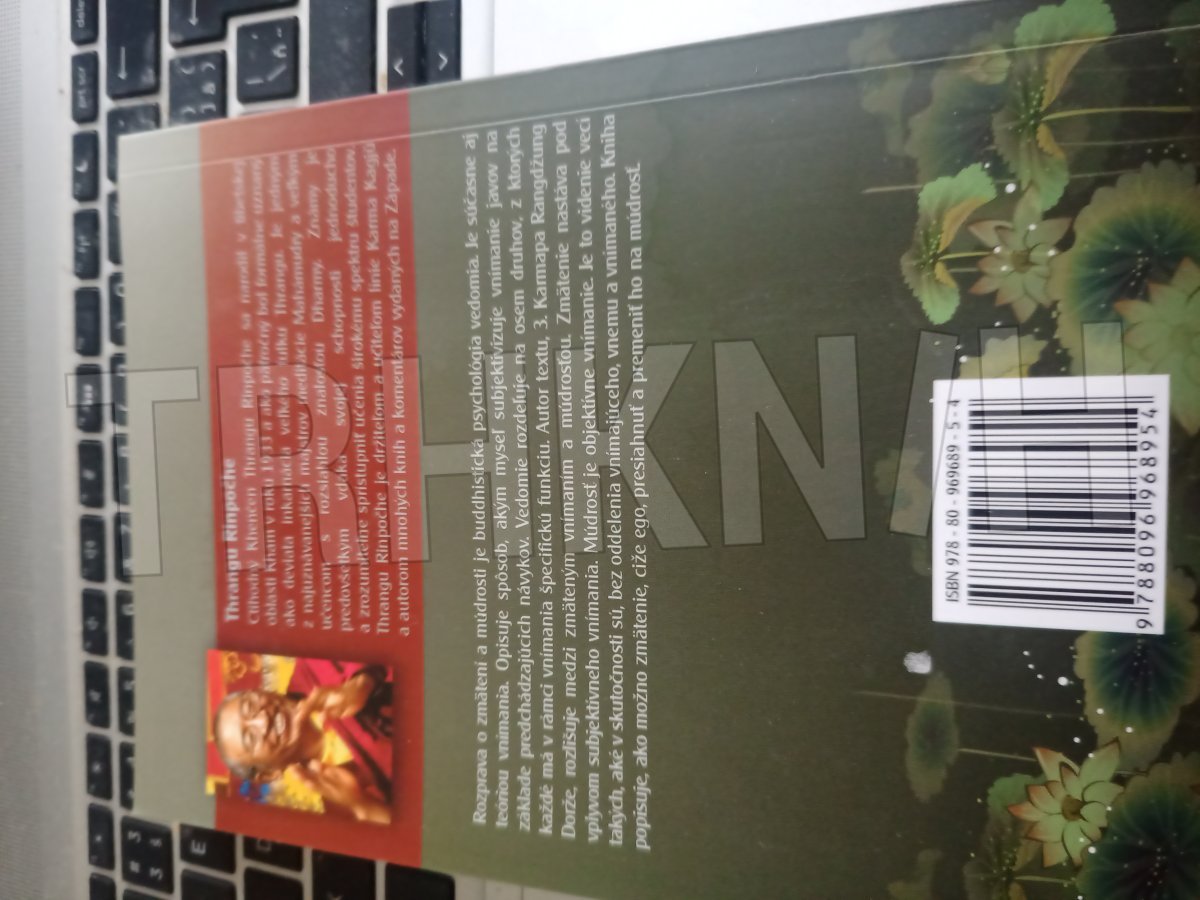 Thrangu Rinpoche
Ctihodný Khenčen Thrangu Rinpoche sa narodil v tibetskej
oblasti Kham v roku 1933 a ako päťročný bol formálne uznaný
ako deviata inkarnácia veľkého tulku Thrangu. Je jedným
z najuznávanejších majstrov meditácie Mahámudry a veľkým
učencom s rozsiahlou znalosťou Dharmy. Známy je
predovšetkým vďaka svojej schopnosti jednoducho
a zrozumiteľne sprístupniť učenia širokému spektru študentov.
Thrangu Rinpoche je držiteľom a učiteľom línie Karma Kagjü
a autorom mnohých kníh a komentárov vydaných na Západe.
Rozprava o zmätení a múdrosti je buddhistická psychológia vedomia. Je súčasne aj
teóriou vnímania. Opisuje spôsob, akým myseľ subjektivizuje vnímanie javov na
základe predchádzajúcich návykov. Vedomie rozdeľuje na osem druhov, z ktorých
každé má v rámci vnímania špecifickú funkciu. Autor textu, 3. Karmapa Rangdžung
Dordže, rozlišuje medzi zmäteným vnímaním a múdrosťou. Zmätenie nastáva pod
vplyvom subjektívneho vnímania. Múdrosť je objektívne vnímanie. Je to videnie vecí
takých, aké v skutočnosti sú, bez oddelenia vnímajúceho, vnemu a vnímaného. Kniha
popisuje, ako možno zmätenie, čiže ego, presiahnuť a premeniť ho na múdrosť.
ISBN 978 - 80 - 969689 - 5 - 4
9 788096 968954